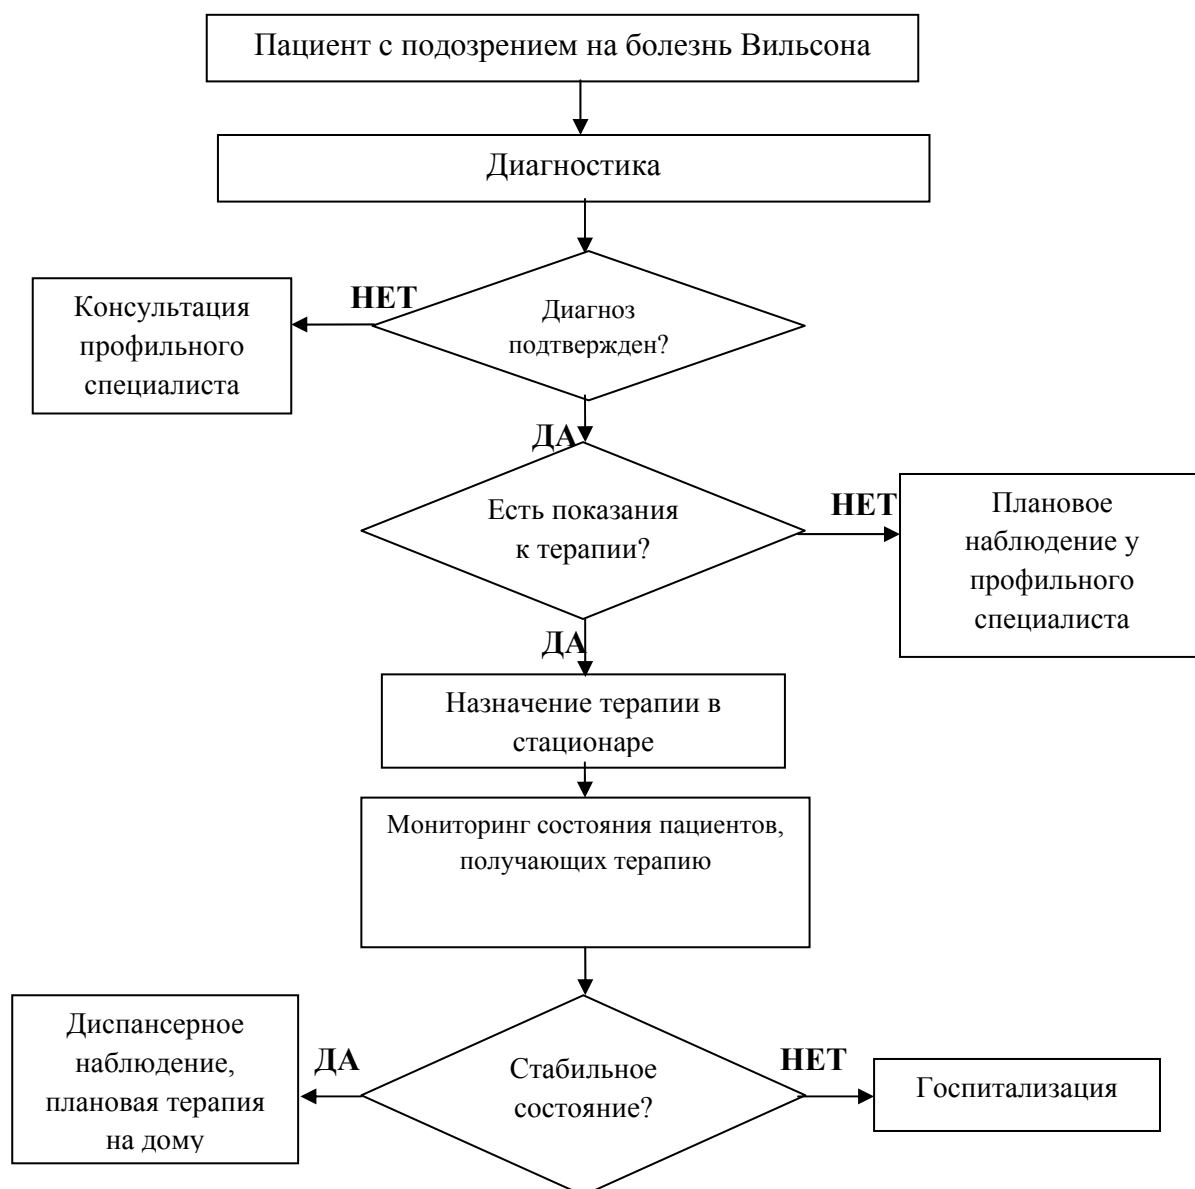 Пациент с подозрением на болезнь Вильсона
Диагностика
НЕТ
Консультация
профильного
специалиста
Диагноз
подтвержден?
ДА
Есть показания
к терапии?
НЕТ
Плановое
наблюдение у
профильного
специалиста
ДА
Назначение терапии в
стационаре
Мониторинг состояния пациентов,
получающих терапию
Диспансерное
наблюдение,
плановая терапия
на дому
ДА
Стабильное
состояние?
НЕТ
Госпитализация